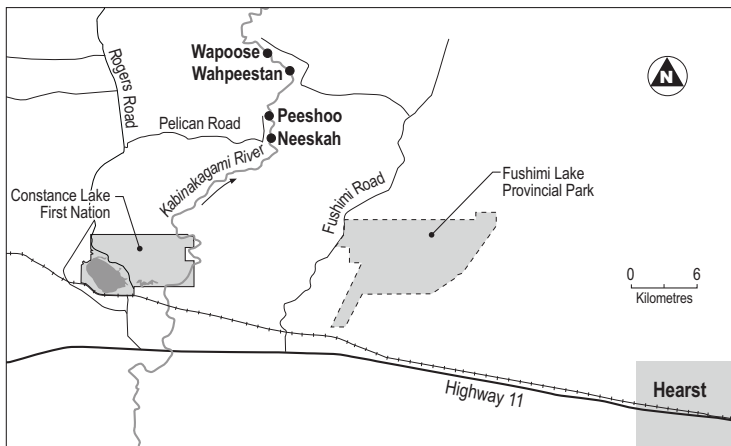 Wapoose
Wahpeestan
N
Rogers Road
Peeshoo
Pelican Road
Neeskah
Kabinakagami River
Constance Lake
First Nation
Fushimi Road
Fushimi Lake
Provincial Park
0 6
Kilometres
Highway 11
Hearst